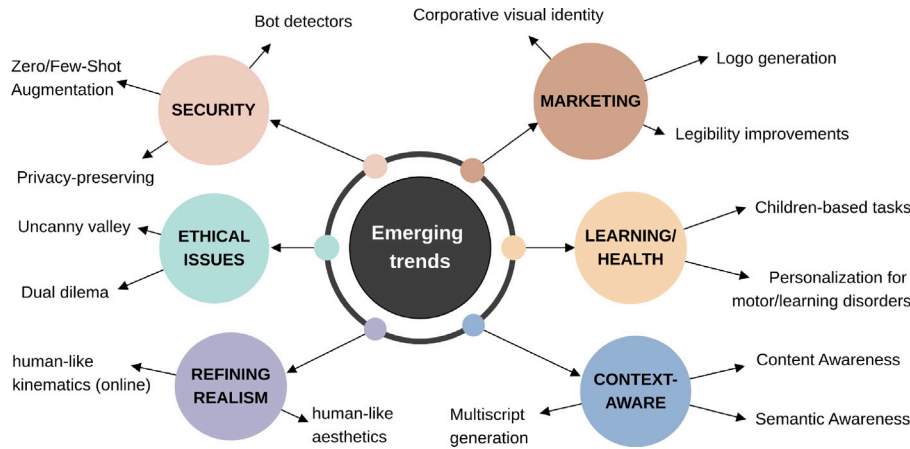 Corporative visual identity
Bot detectors
Zero/Few-Shot
Augmentation
SECURITY
Privacy-preserving
MARKETING
Logo generation
Legibility improvements
Uncanny valley
ETHICAL
ISSUES
Dual dilema
Emerging
trends
LEARNING/
HEALTH
Children-based tasks
Personalization for
motor/learning disorders
human-like
kinematics (online)
REFINING
REALISM
human-like
aesthetics
Multiscript
generation
CONTEXT-
AWARE
Content Awareness
Semantic Awareness